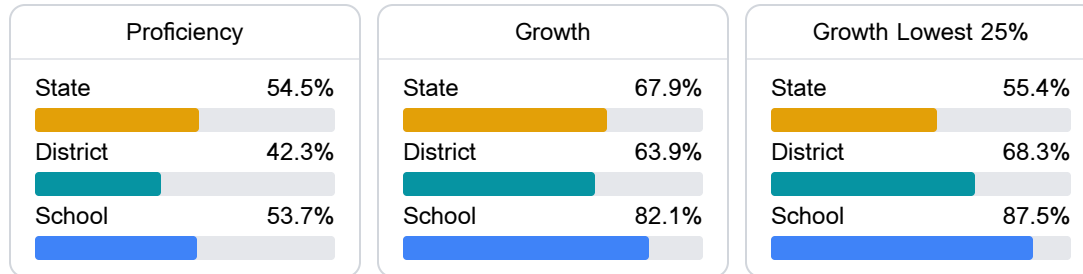 Proficiency
State 54.5%
District 42.3%
School 53.7%
Growth
State 67.9%
District 63.9%
School 82.1%
Growth Lowest 25%
State 55.4%
District 68.3%
School 87.5%